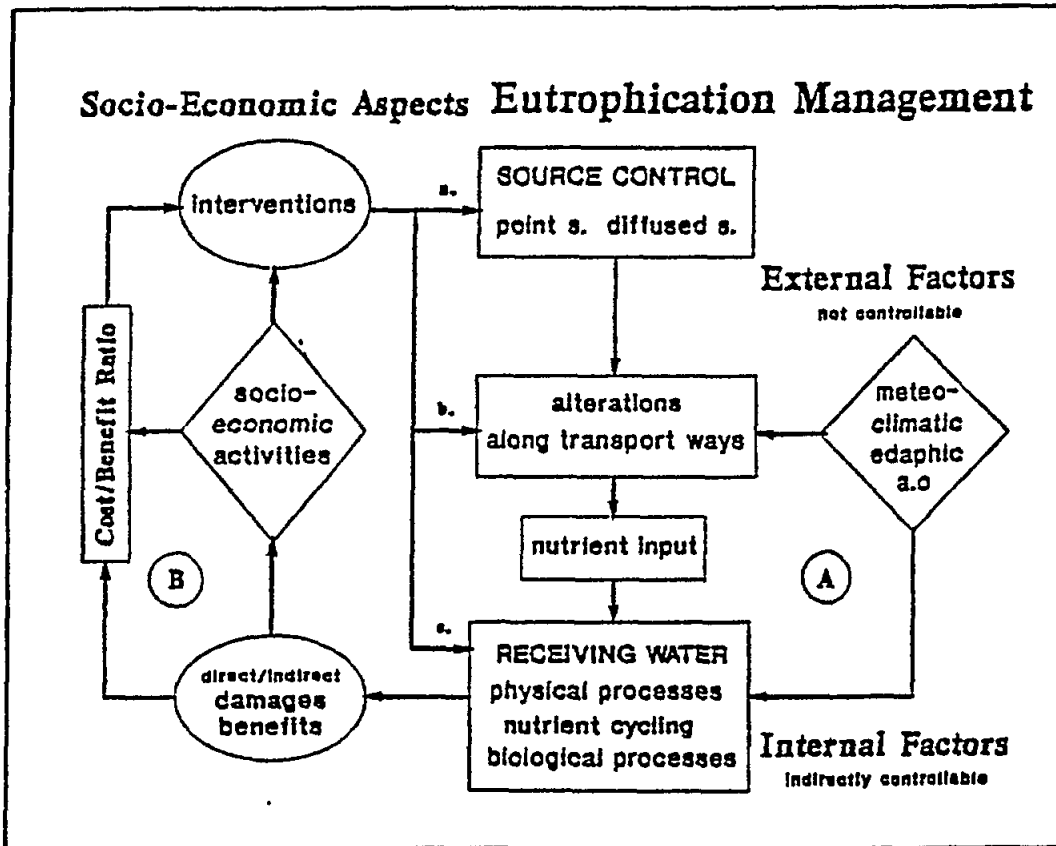 Socio-Economic Aspects Eutrophication Management
interventions
a.
SOURCE CONTROL
point s. diffused s.
External Factors
not controllable
Cost/Benefit Ratio
socio-
economic
activities
b.
alterations
along transport ways
meteo-
climatic
edaphic
a.o
nutrient input
B
A
c.
RECEIVING WATER
physical processes
nutrient cycling
biological processes
direct/indirect
damages
benefits
Internal Factors
indirectly controllable